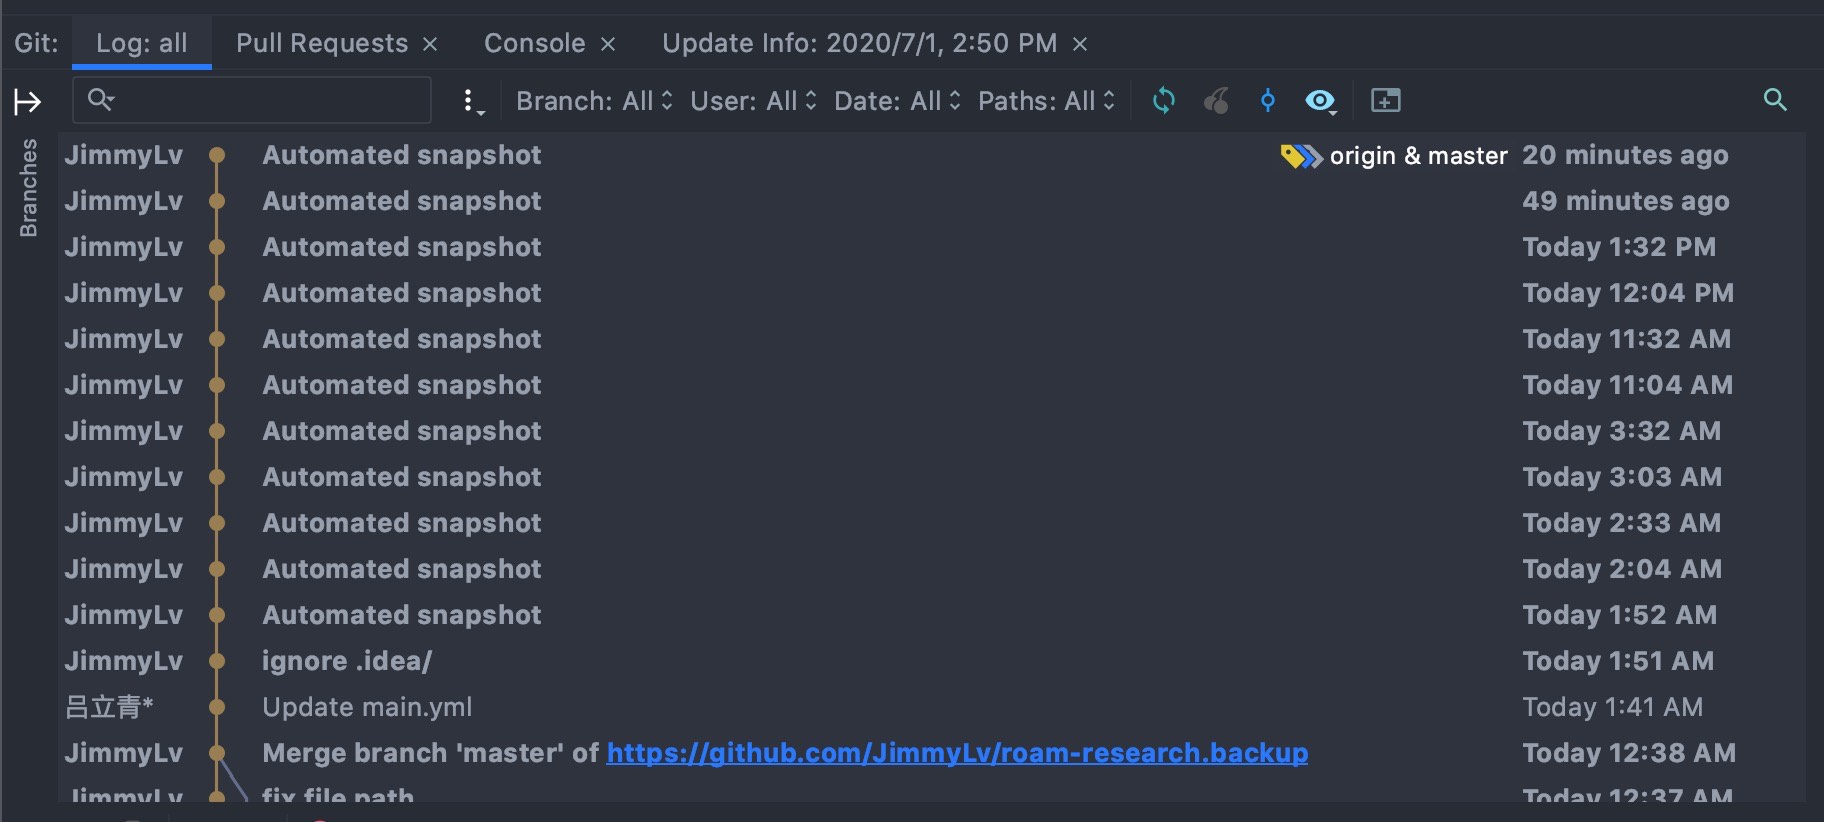 Git: Log: all Pull Requests × Console × Update Info: 2020/7/1, 2:50 PM ×
Branch: All User: All Date: All Paths: All
Branches
JimmyLv Automated snapshot origin & master 20 minutes ago
JimmyLv Automated snapshot 49 minutes ago
JimmyLv Automated snapshot Today 1:32 PM
JimmyLv Automated snapshot Today 12:04 PM
JimmyLv Automated snapshot Today 11:32 AM
JimmyLv Automated snapshot Today 11:04 AM
JimmyLv Automated snapshot Today 3:32 AM
JimmyLv Automated snapshot Today 3:03 AM
JimmyLv Automated snapshot Today 2:33 AM
JimmyLv Automated snapshot Today 2:04 AM
JimmyLv Automated snapshot Today 1:52 AM
JimmyLv ignore .idea/ Today 1:51 AM
吕立青* Update main.yml Today 1:41 AM
JimmyLv Merge branch 'master' of https://github.com/JimmyLv/roam-research.backup Today 12:38 AM
JimmyLv fix file path Today 12:37 AM